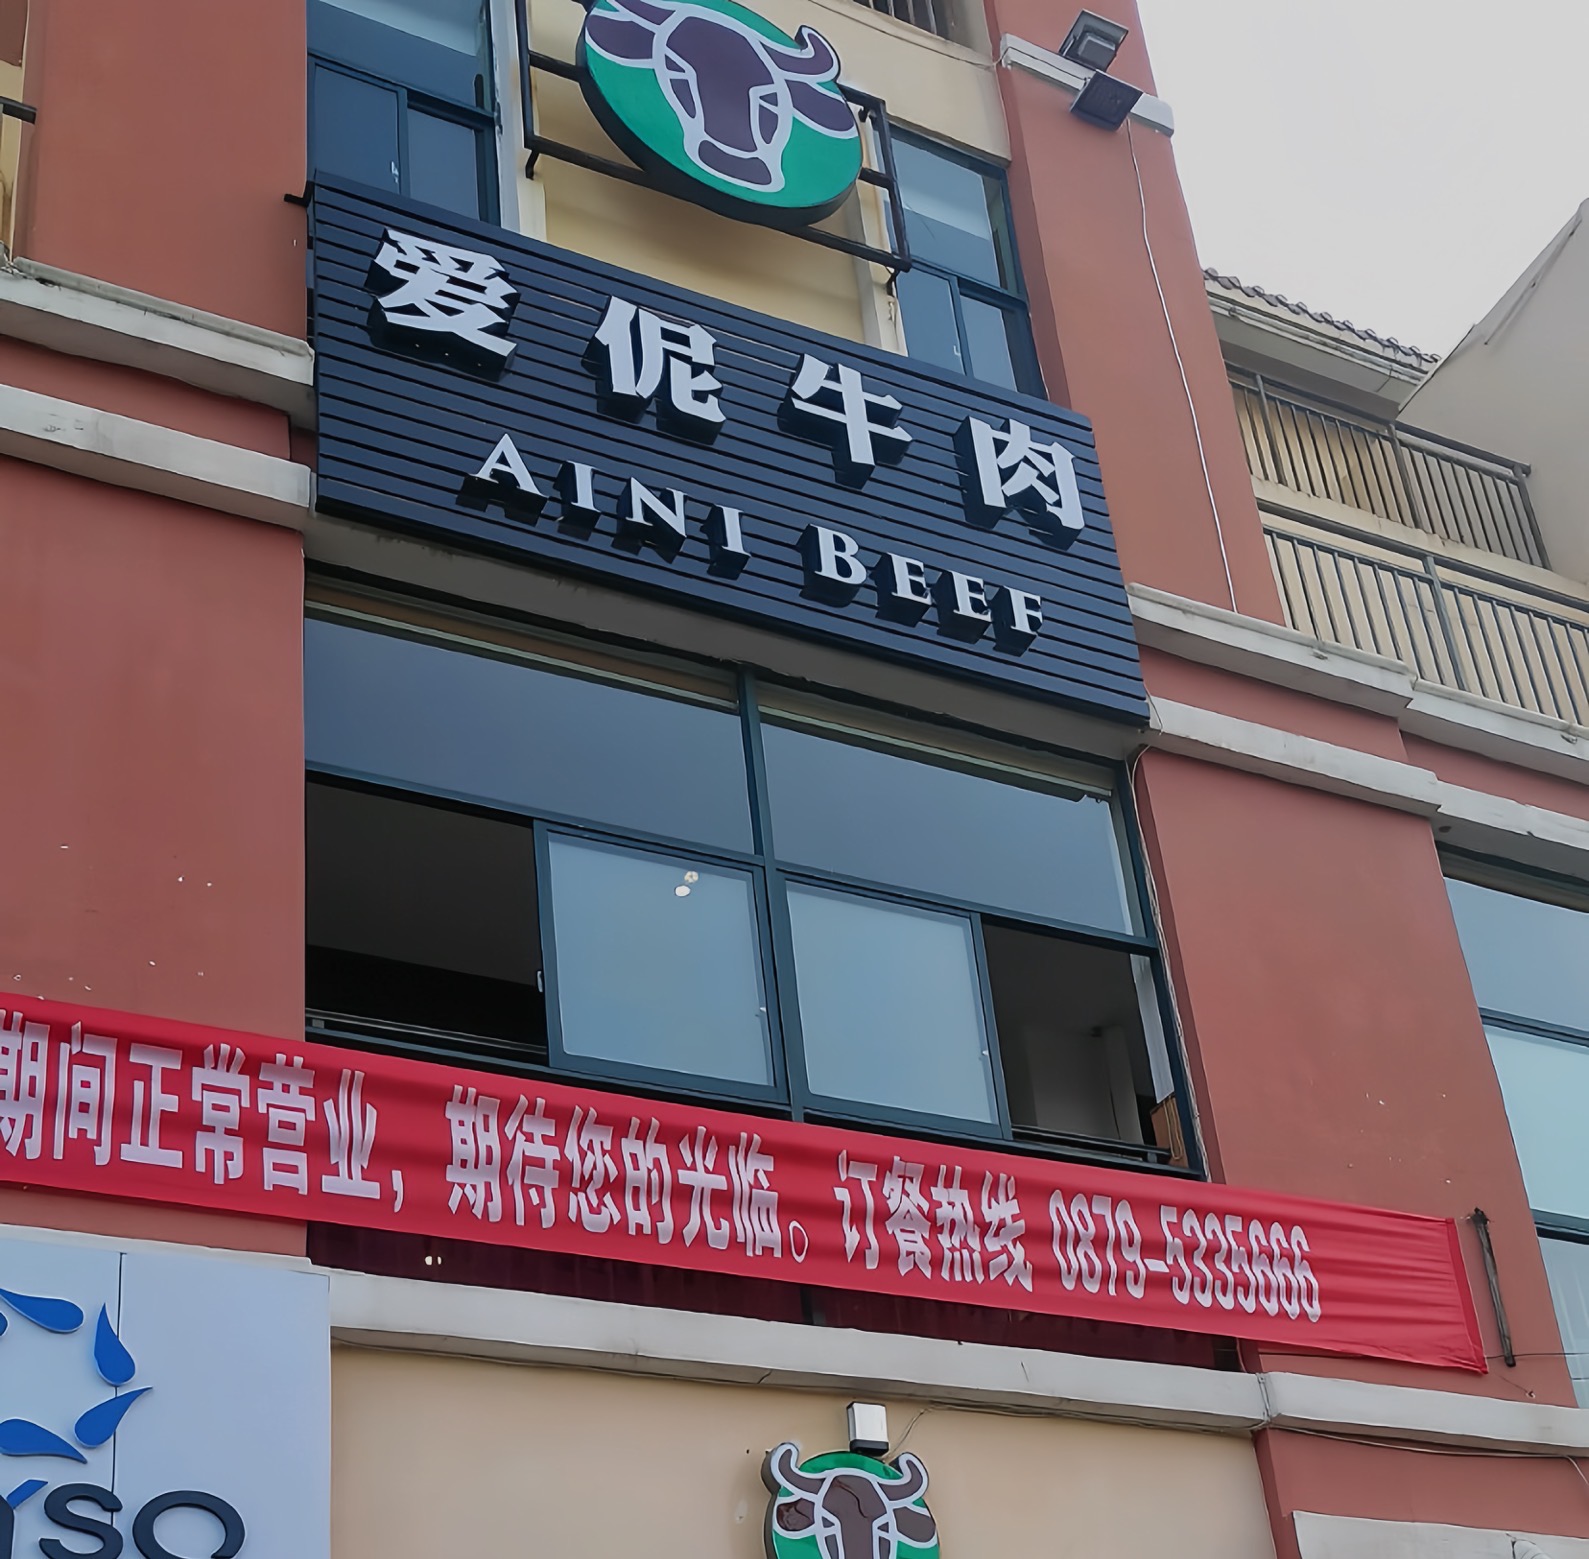 爱伲牛肉
AINI BEEF
期间正常营业，期待您的光临。订餐热线 0879-5335666
so